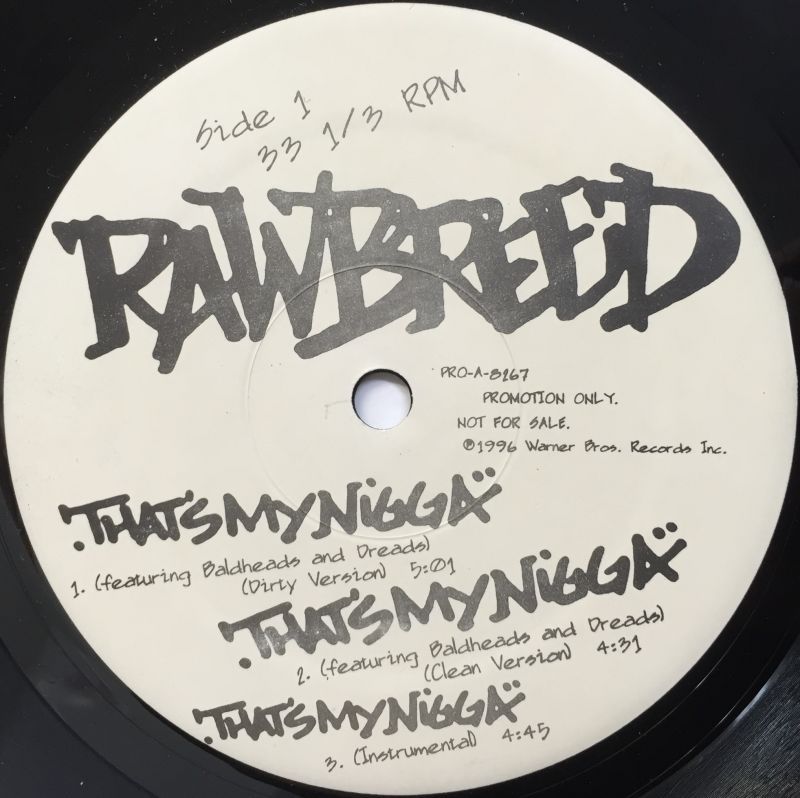 Side 1
33 1/3 RPM
RAWBREED
PRO-A-8167
PROMOTION ONLY.
NOT FOR SALE.
℗1996 Warner Bros. Records Inc.
THAT'S MY NiGGA
1. (featuring Baldheads and Dreads)
(Dirty Version) 5:01
THAT'S MY NiGGA
2. (featuring Baldheads and Dreads)
(Clean Version) 4:31
THAT'S MY NiGGA
3. (Instrumental) 4:45